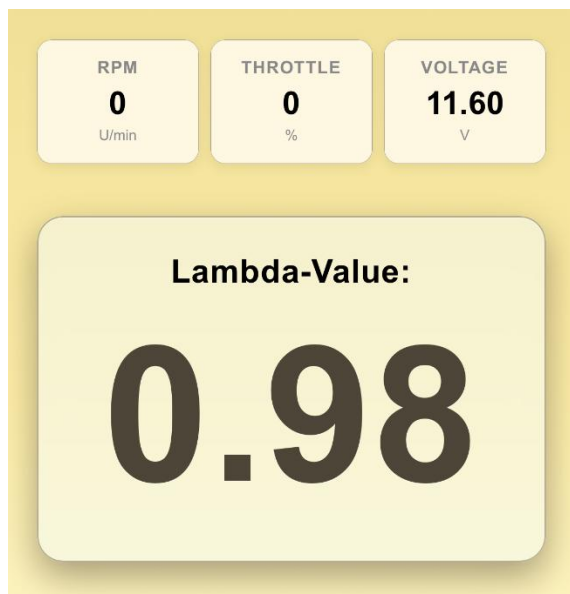 RPM
0
U/min
THROTTLE
0
%
VOLTAGE
11.60
V
Lambda-Value:
0.98